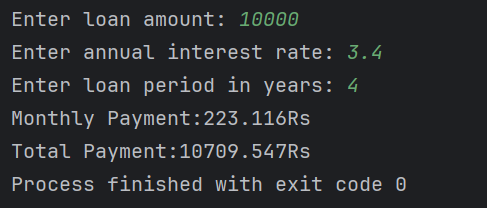 Enter loan amount: 10000
Enter annual interest rate: 3.4
Enter loan period in years: 4
Monthly Payment:223.116Rs
Total Payment:10709.547Rs
Process finished with exit code 0